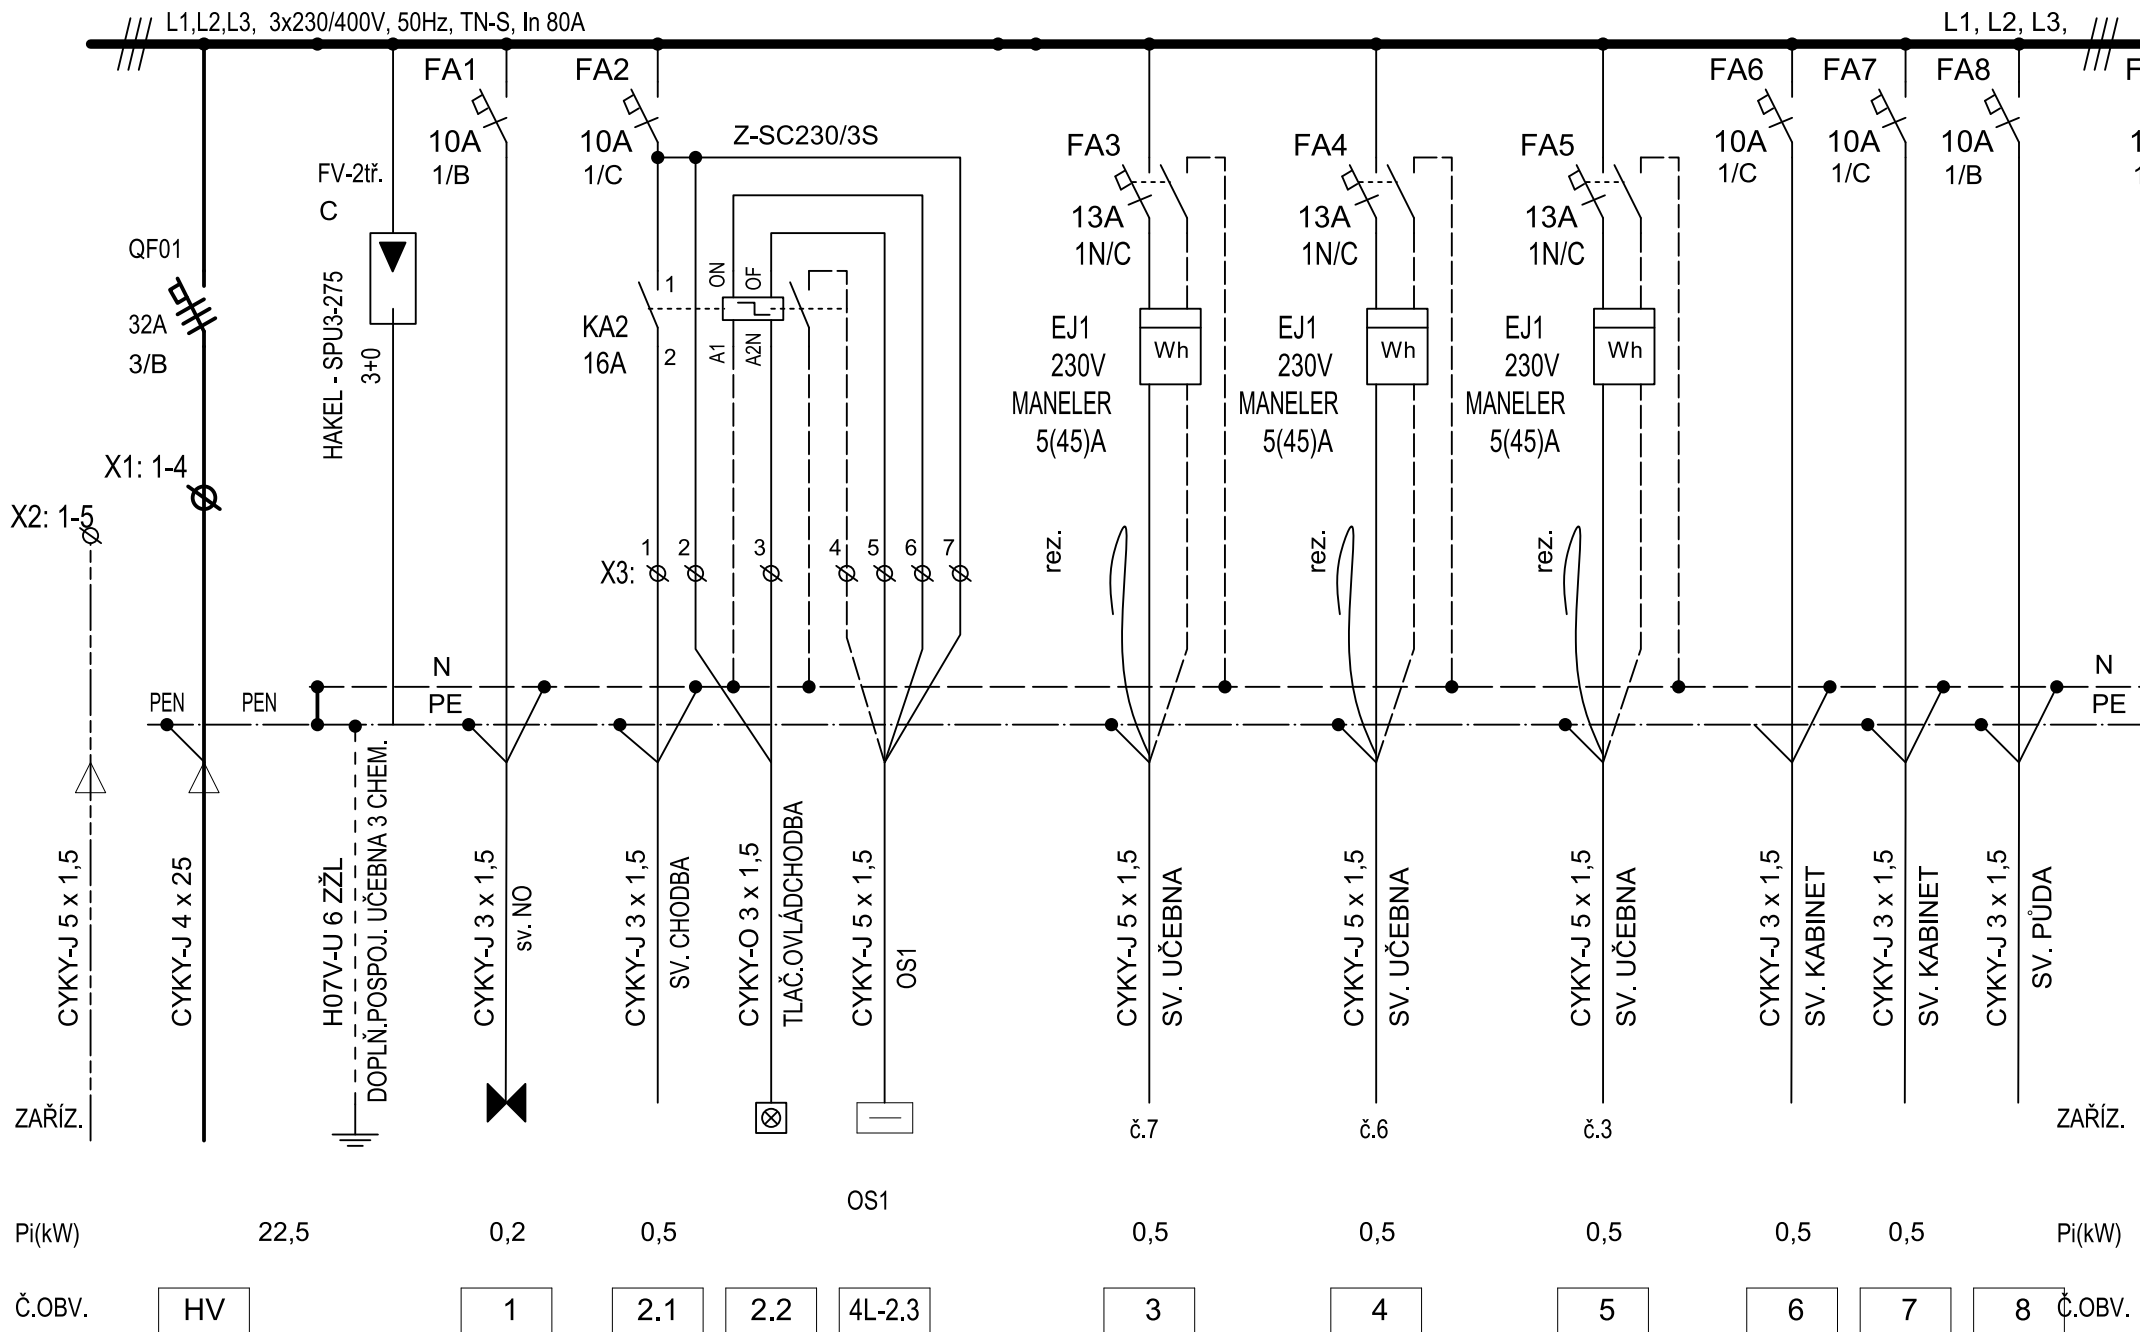 L1,L2,L3, 3x230/400V, 50Hz, TN-S, In 80A
L1, L2, L3,
FA1
10A
1/B
FA2
10A
1/C
Z-SC230/3S
FA3
13A
1N/C
FA4
13A
1N/C
FA5
13A
1N/C
FA6
10A
1/C
FA7
10A
1/C
FA8
10A
1/B
FV-2tř.
C
HAKEL - SPU3-275
3+0
QF01
32A
3/B
X1: 1-4
X2: 1-5
KA2
16A
1
2
ON
OF
A1
A2N
EJ1
230V
MANELER
5(45)A
Wh
EJ1
230V
MANELER
5(45)A
Wh
EJ1
230V
MANELER
5(45)A
Wh
X3:
1
2
3
4
5
6
7
rez.
rez.
rez.
N
PE
PEN
PEN
N
PE
CYKY-J 5 x 1,5
CYKY-J 4 x 25
H07V-U 6 ZŽL
DOPLŇ.POSPOJ. UČEBNA 3 CHEM.
CYKY-J 3 x 1,5
sv. NO
CYKY-J 3 x 1,5
SV. CHODBA
CYKY-O 3 x 1,5
TLAČ.OVLÁDCHODBA
CYKY-J 5 x 1,5
OS1
CYKY-J 5 x 1,5
SV. UČEBNA
CYKY-J 5 x 1,5
SV. UČEBNA
CYKY-J 5 x 1,5
SV. UČEBNA
CYKY-J 3 x 1,5
SV. KABINET
CYKY-J 3 x 1,5
SV. KABINET
CYKY-J 3 x 1,5
SV. PŮDA
ZAŘÍZ.
č.7
č.6
č.3
ZAŘÍZ.
OS1
Pi(kW)
22,5
0,2
0,5
0,5
0,5
0,5
0,5
0,5
Pi(kW)
Č.OBV.
HV
1
2.1
2.2
4L-2.3
3
4
5
6
7
8
Č.OBV.